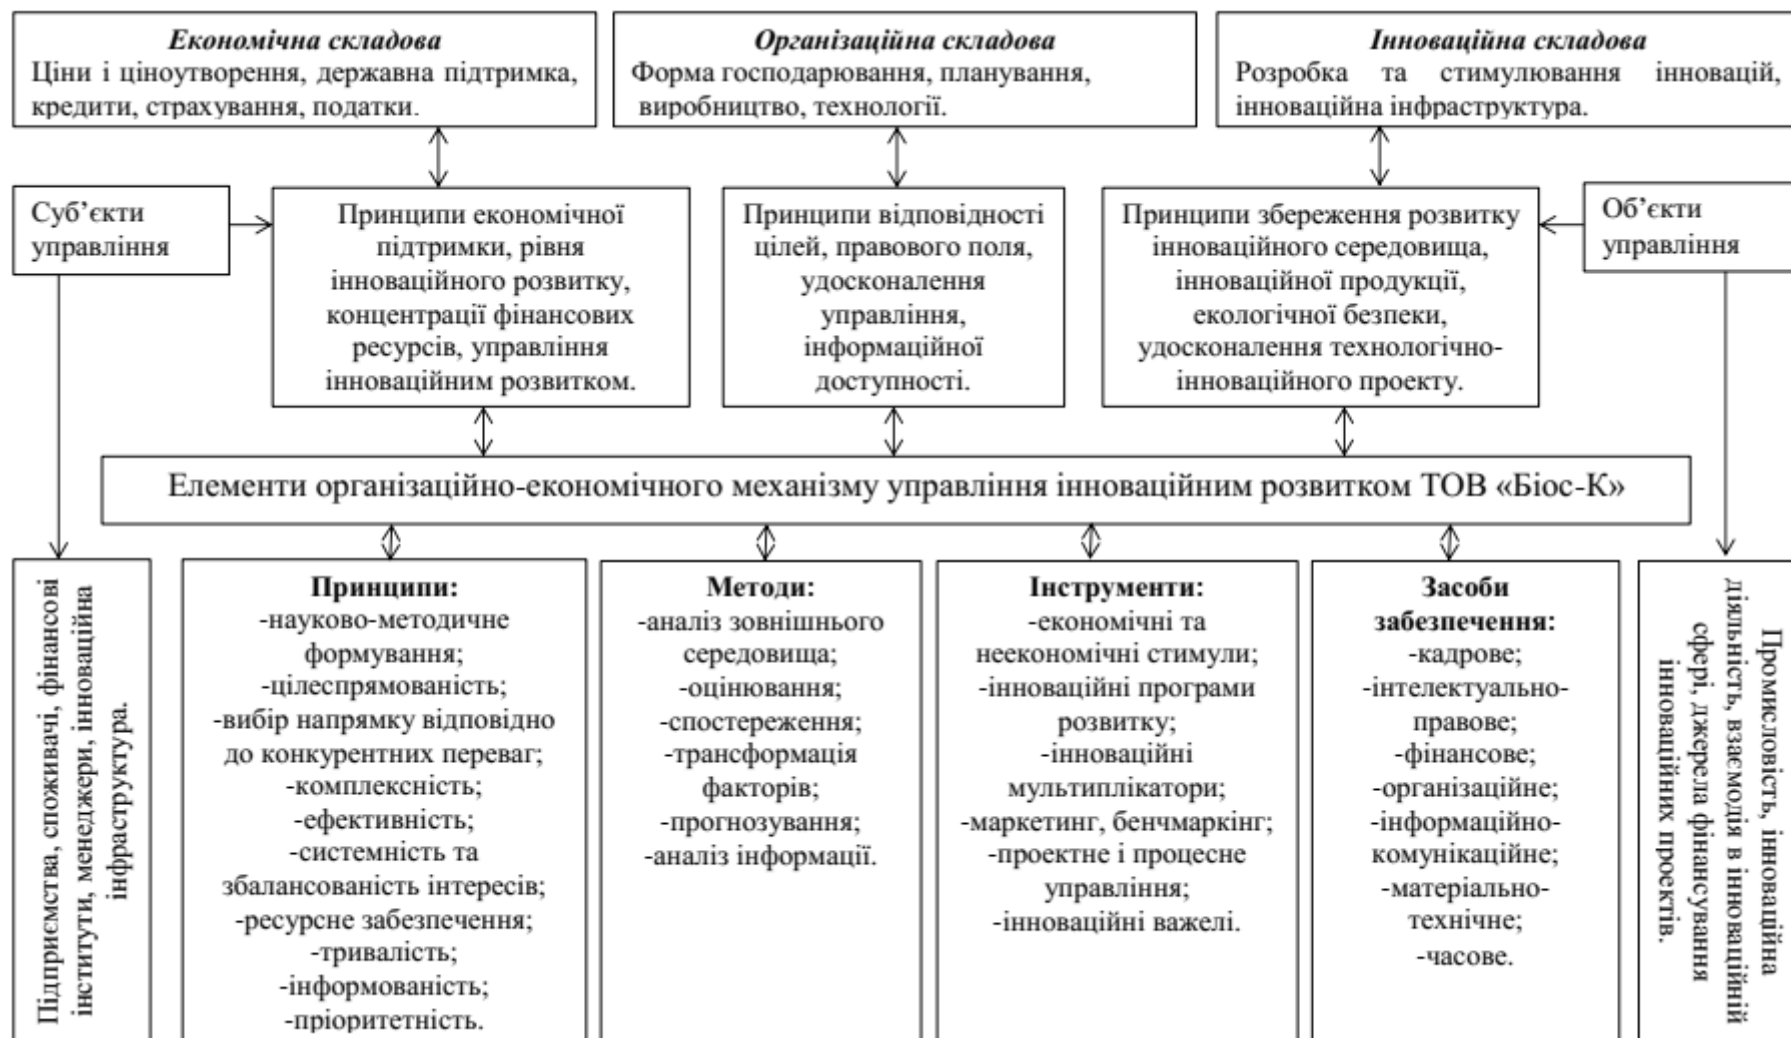 Економічна складова
Ціни і ціноутворення, державна підтримка,
кредити, страхування, податки.
Організаційна складова
Форма господарювання, планування,
виробництво, технології.
Інноваційна складова
Розробка та стимулювання інновацій,
інноваційна інфраструктура.
Суб’єкти
управління
Принципи економічної
підтримки, рівня
інноваційного розвитку,
концентрації фінансових
ресурсів, управління
інноваційним розвитком.
Принципи відповідності
цілей, правового поля,
удосконалення
управління,
інформаційної
доступності.
Принципи збереження розвитку
інноваційного середовища,
інноваційної продукції,
екологічної безпеки,
удосконалення технологічно-
інноваційного проекту.
Об’єкти
управління
Елементи організаційно-економічного механізму управління інноваційним розвитком ТОВ «Біос-К»
Підприємства, споживачі, фінансові
інститути, менеджери, інноваційна
інфраструктура.
Принципи:
-науково-методичне
формування;
-цілеспрямованість;
-вибір напрямку відповідно
до конкурентних переваг;
-комплексність;
-ефективність;
-системність та
збалансованість інтересів;
-ресурсне забезпечення;
-тривалість;
-інформованість;
-пріоритетність.
Методи:
-аналіз зовнішнього
середовища;
-оцінювання;
-спостереження;
-трансформація
факторів;
-прогнозування;
-аналіз інформації.
Інструменти:
-економічні та
неекономічні стимули;
-інноваційні програми
розвитку;
-інноваційні
мультиплікатори;
-маркетинг, бенчмаркінг;
-проектне і процесне
управління;
-інноваційні важелі.
Засоби
забезпечення:
-кадрове;
-інтелектуально-
правове;
-фінансове;
-організаційне;
-інформаційно-
комунікаційне;
-матеріально-
технічне;
-часове.
Промисловість, інноваційна
діяльність, взаємодія в інноваційній
сфері, джерела фінансування
інноваційних проектів.